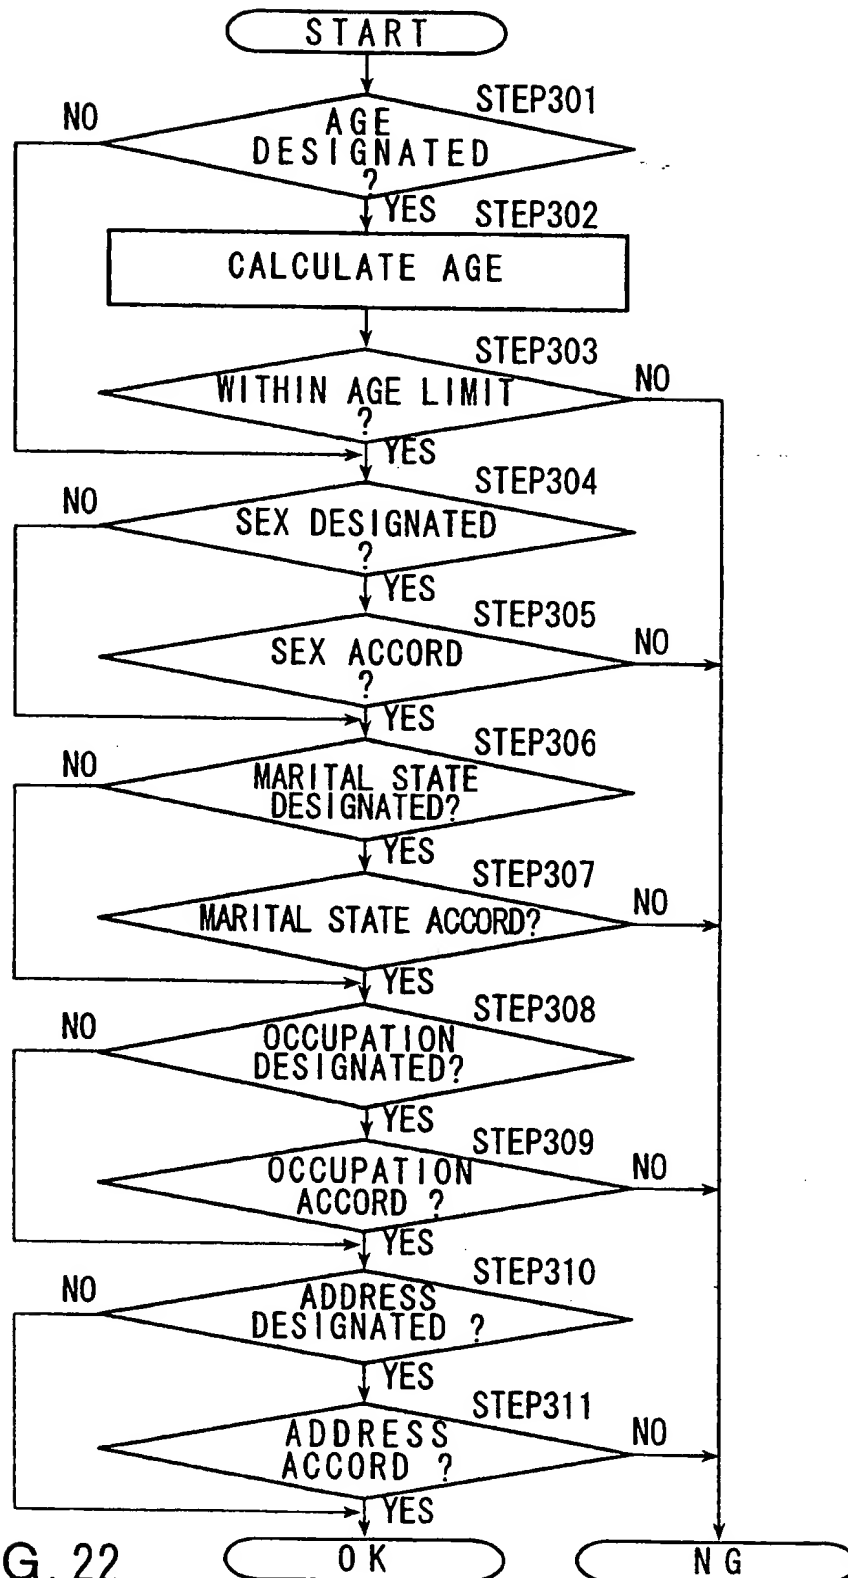 START
STEP301
NO
AGE
DESIGNATED
?
YES
STEP302
CALCULATE AGE
STEP303
WITHIN AGE LIMIT
?
NO
YES
STEP304
NO
SEX DESIGNATED
?
YES
STEP305
SEX ACCORD
?
NO
YES
STEP306
NO
MARITAL STATE
DESIGNATED?
YES
STEP307
MARITAL STATE ACCORD?
NO
YES
STEP308
NO
OCCUPATION
DESIGNATED?
YES
STEP309
OCCUPATION
ACCORD ?
NO
YES
STEP310
NO
ADDRESS
DESIGNATED ?
YES
STEP311
ADDRESS
ACCORD ?
NO
YES
G. 22
OK
NG